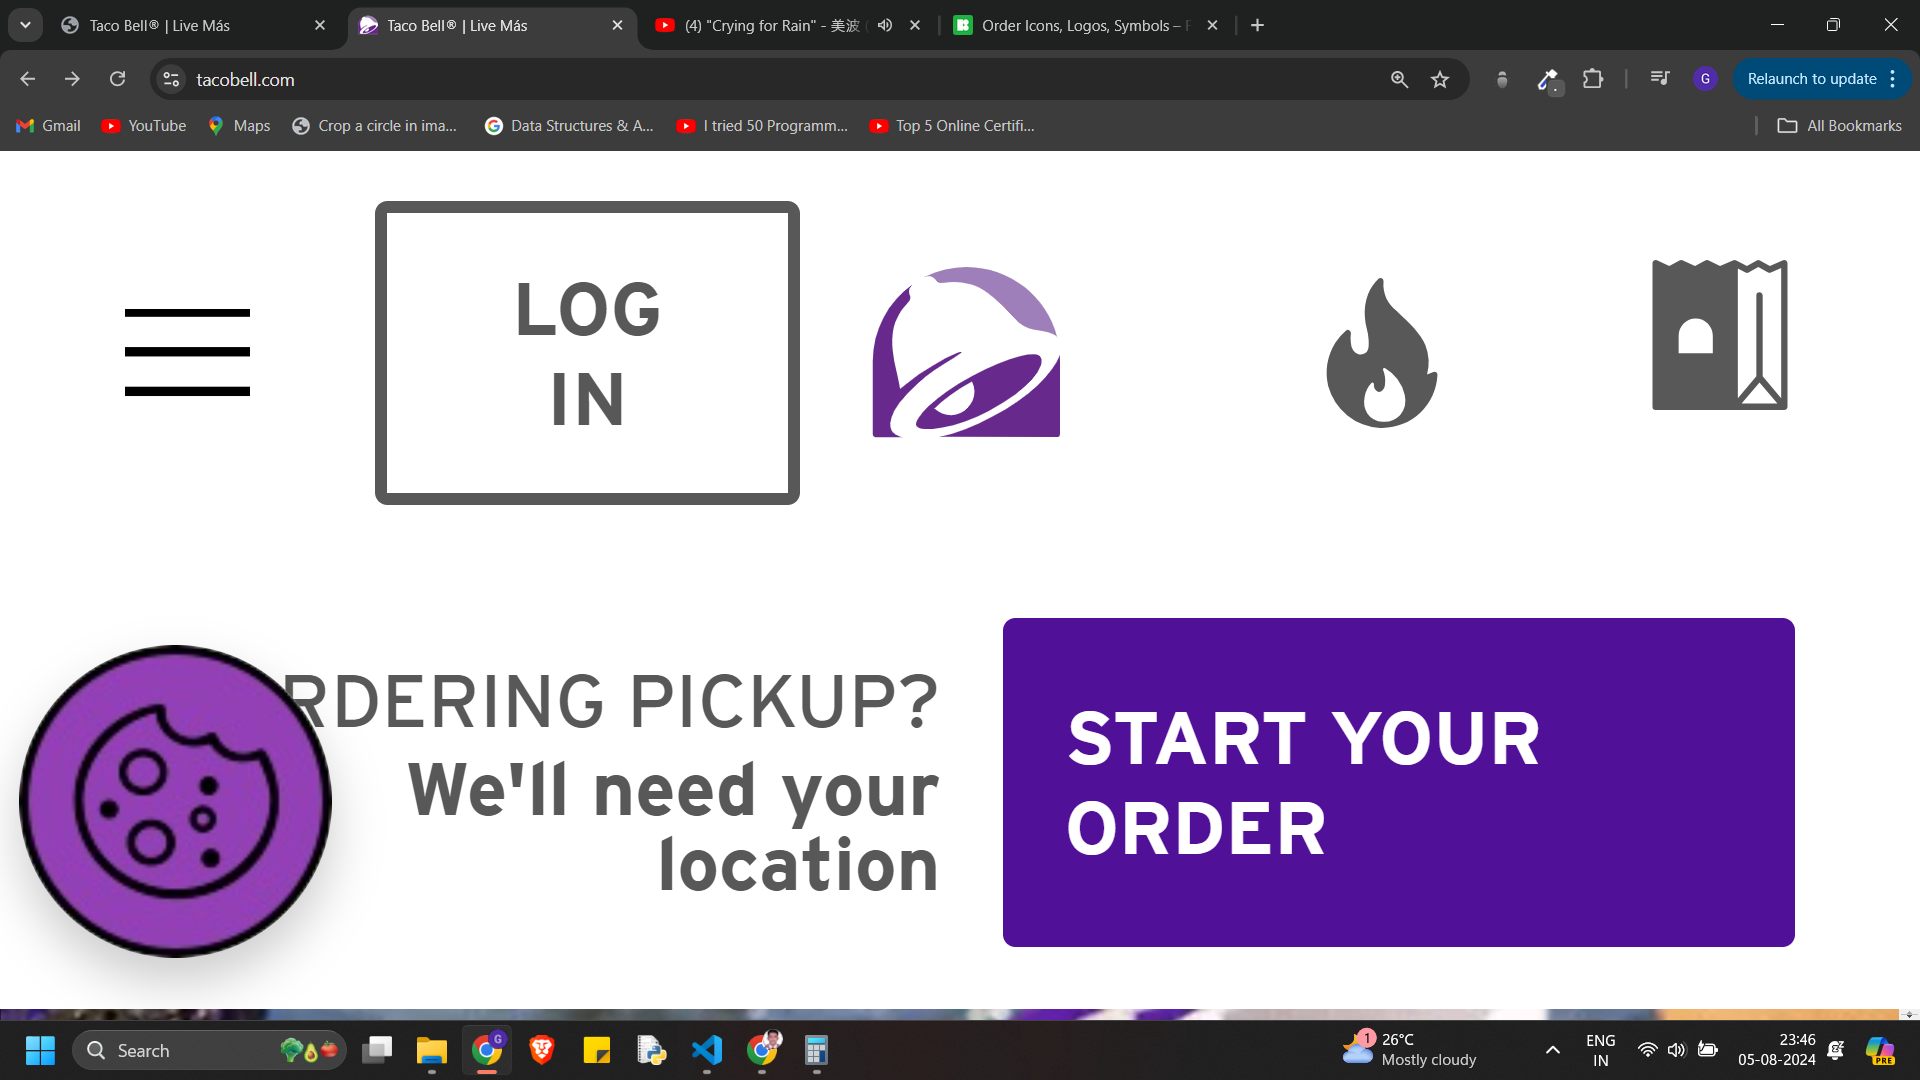 Taco Bell® | Live Más
Taco Bell® | Live Más
(4) "Crying for Rain" - 美波
Order Icons, Logos, Symbols –
tacobell.com
G
Relaunch to update
Gmail
YouTube
Maps
Crop a circle in ima...
Data Structures & A...
I tried 50 Programm...
Top 5 Online Certifi...
All Bookmarks
LOG
IN
RDERING PICKUP?
We'll need your
location
START YOUR
ORDER
Search
G
1
26°C
Mostly cloudy
ENG
IN
23:46
05-08-2024
PRE